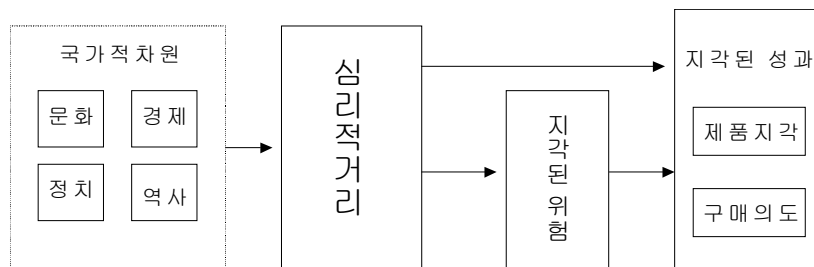 국가적차원
문화
경제
정치
역사
심리적거리
지각된 위험
지각된 성과
제품지각
구매의도